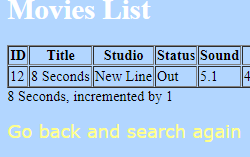 Movies List
ID Title Studio Status Sound
12 8 Seconds New Line Out 5.1 4
8 Seconds, incremented by 1
Go back and search again